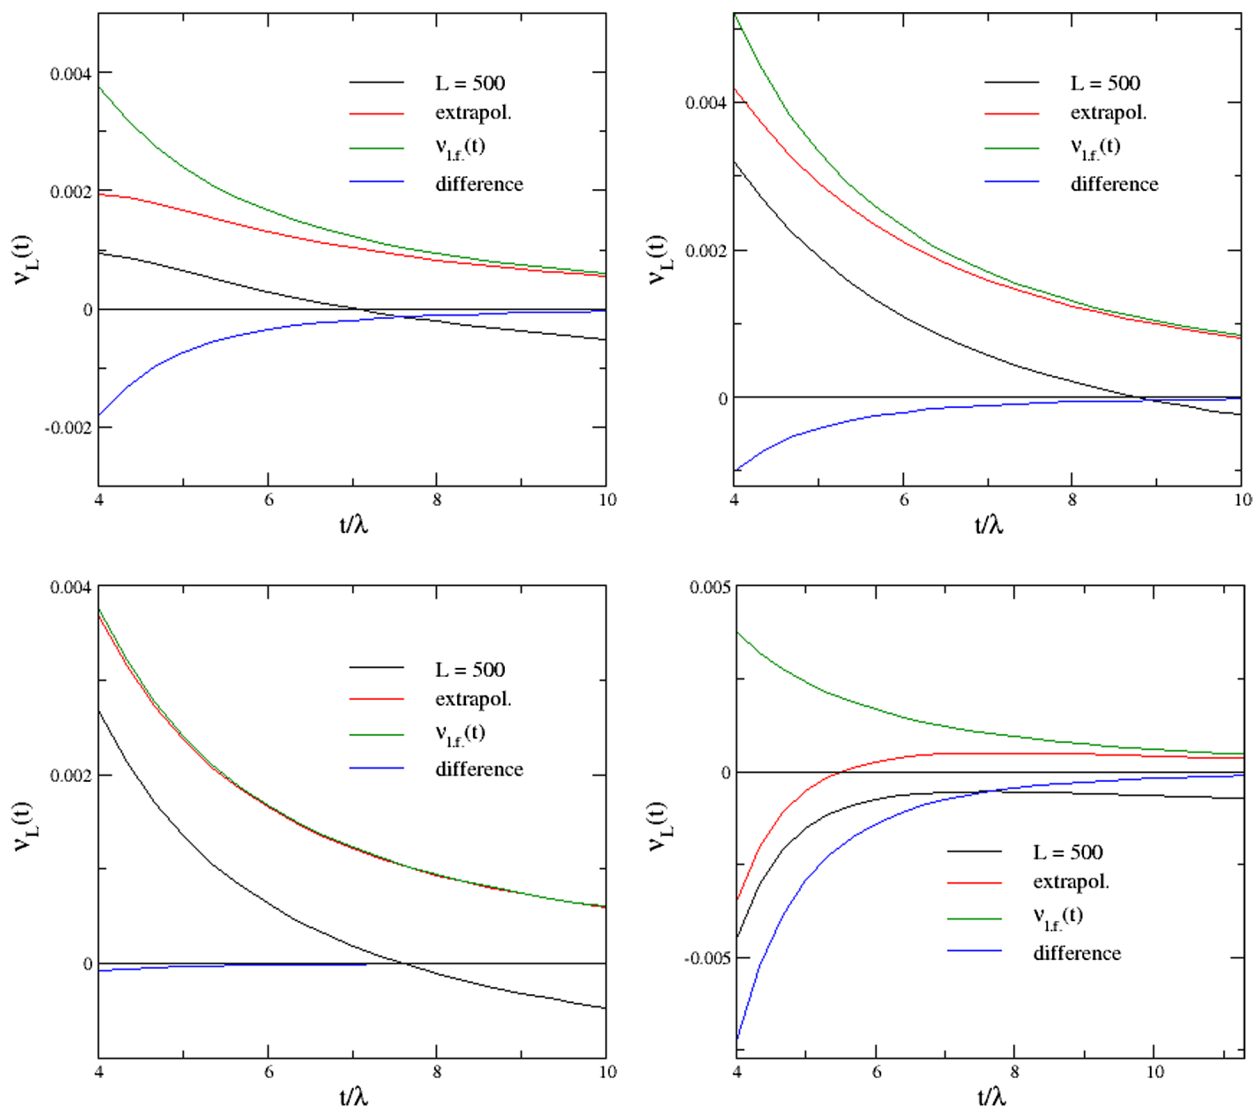 0.004
0.002
0
-0.002
4
6
8
10
ν_L(t)
t/λ
L = 500
extrapol.
ν_l.f.(t)
difference
0.004
0.002
0
4
6
8
10
ν_L(t)
t/λ
L = 500
extrapol.
ν_l.f.(t)
difference
0.004
0.002
0
4
6
8
10
ν_L(t)
t/λ
L = 500
extrapol.
ν_l.f.(t)
difference
0.005
0
-0.005
4
6
8
10
ν_L(t)
t/λ
L = 500
extrapol.
ν_l.f.(t)
difference